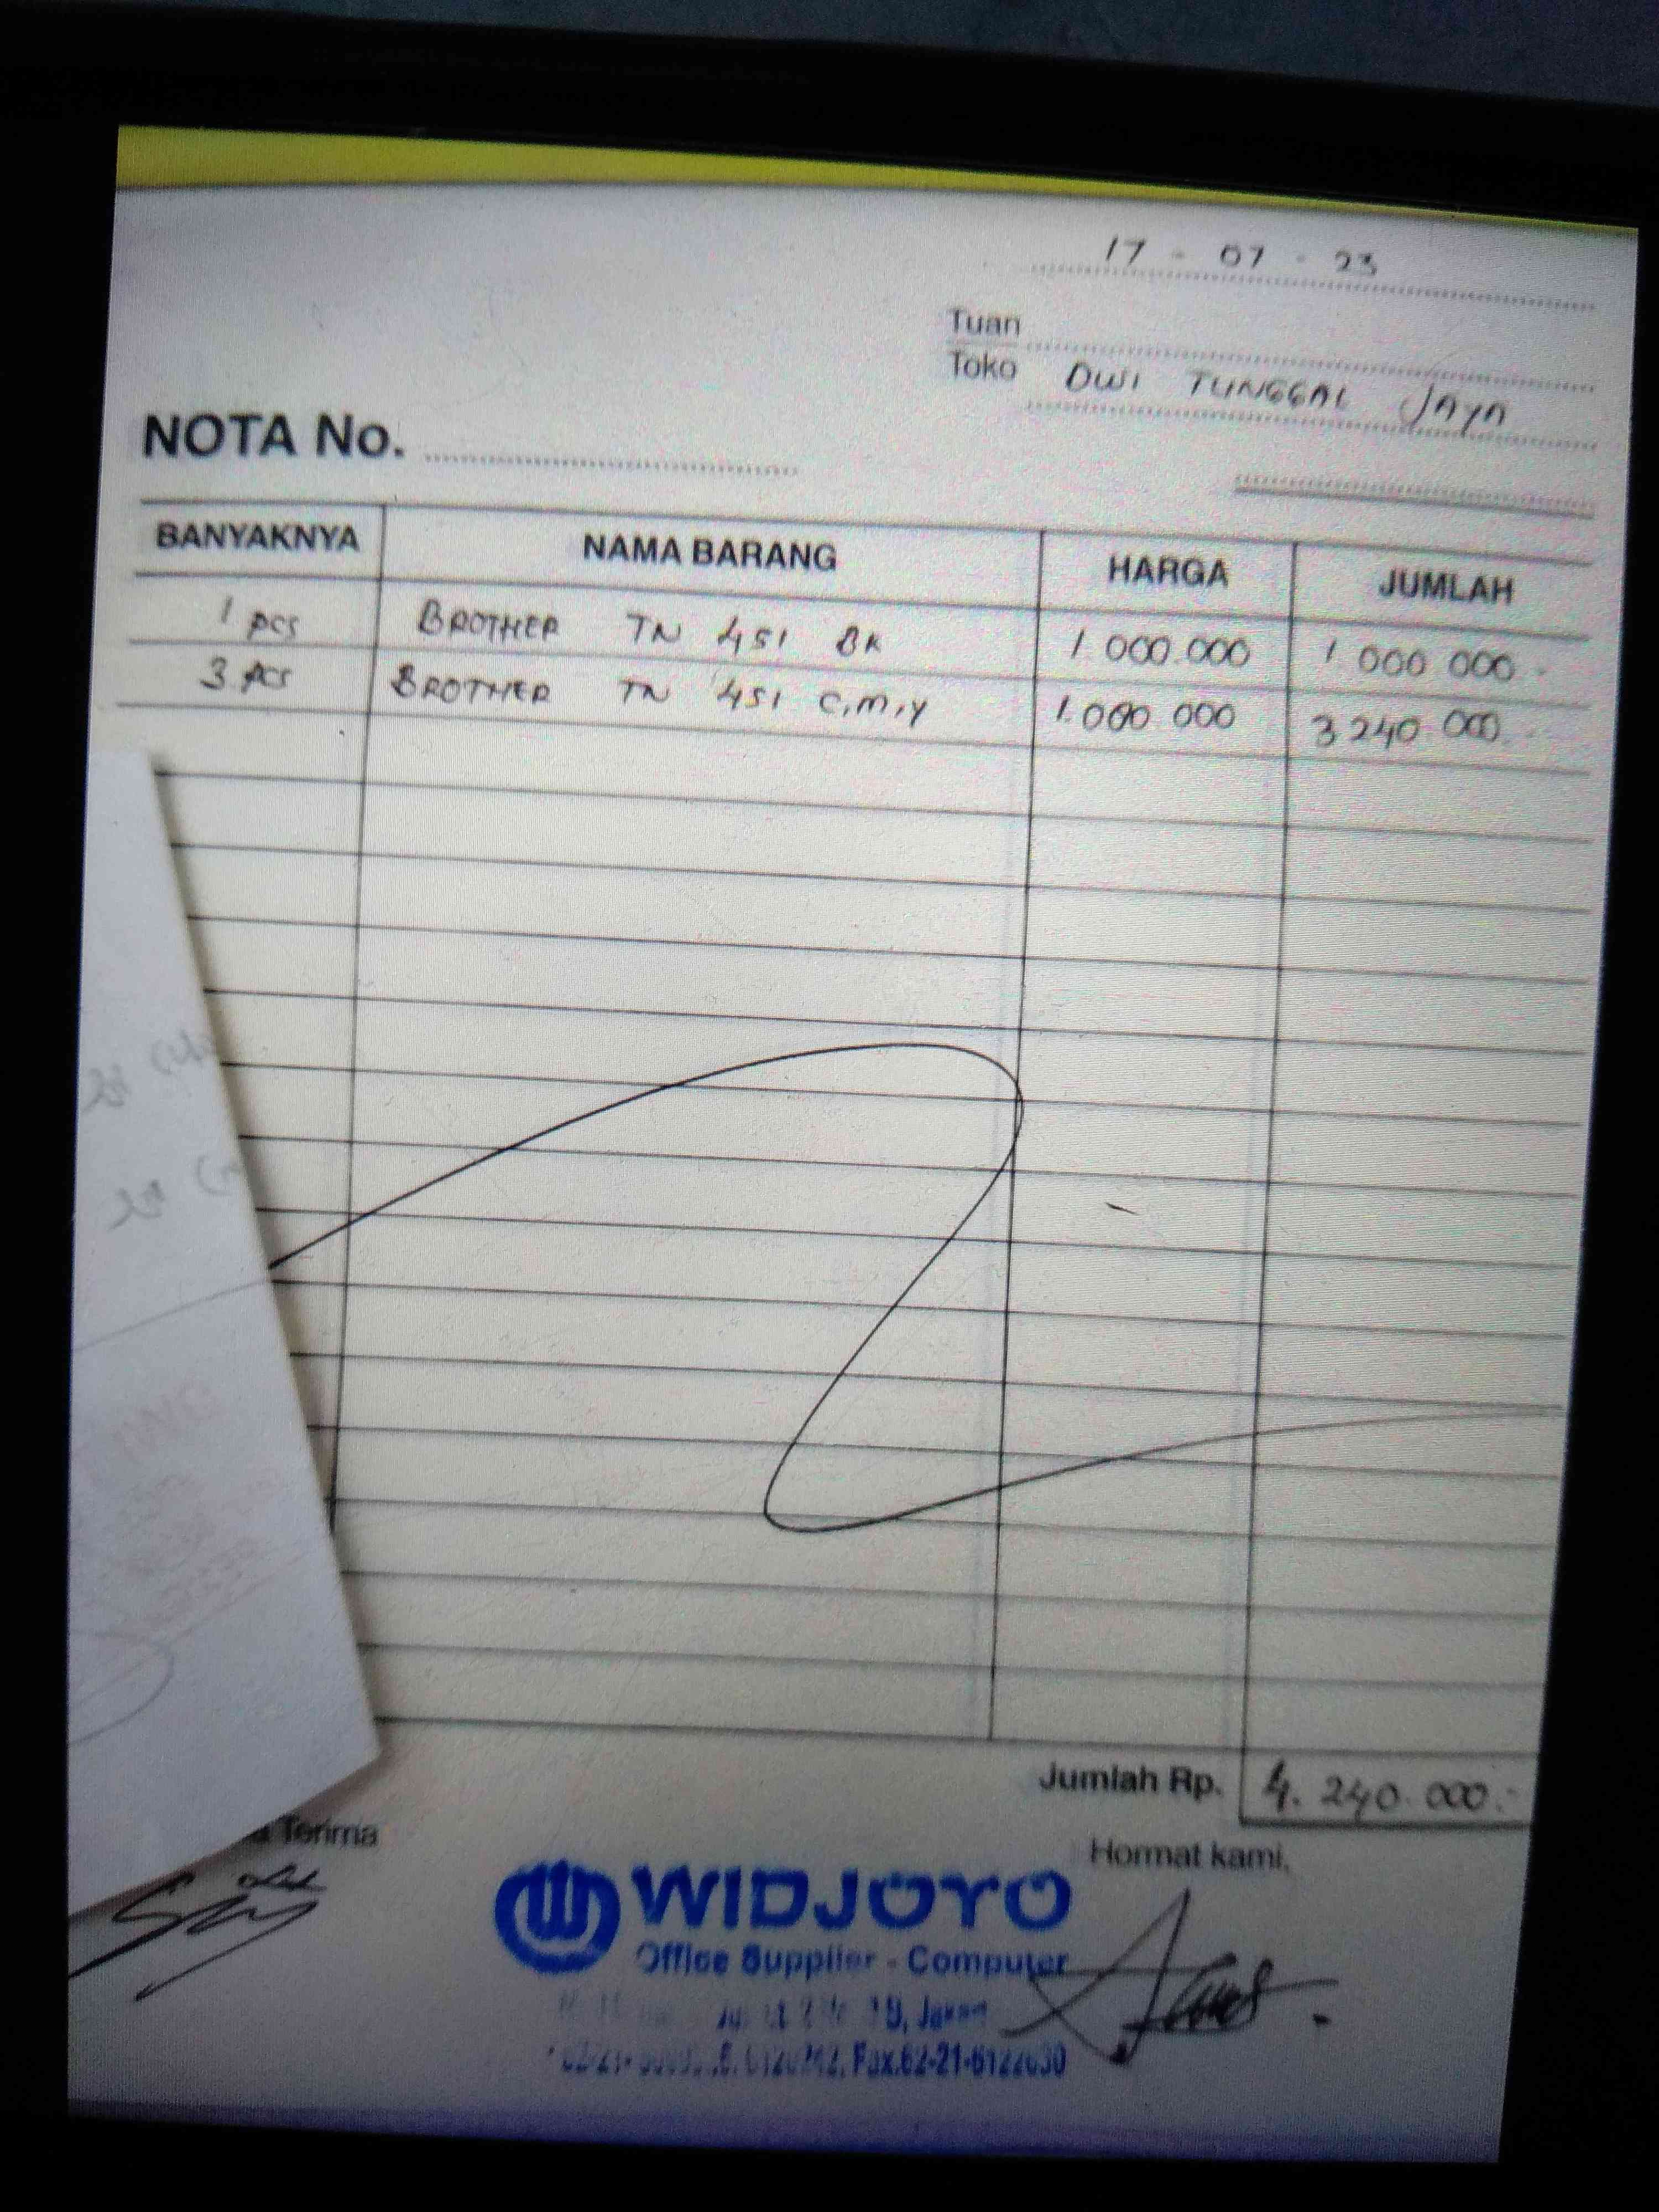 17 - 07 - 23
Tuan
Toko DWI TUNGGAL JAYA
NOTA No.
BANYAKNYA NAMA BARANG HARGA JUMLAH
1 pcs BROTHER TN 451 BK 1 000.000 1 000 000.-
3 pcs BROTHER TN 451 C,M,Y 1.080 000 3 240 000.-
Jumlah Rp. 4. 240. 000.-
Terima
Hormat kami,
WIDJOYO
Office Supplier - Computer